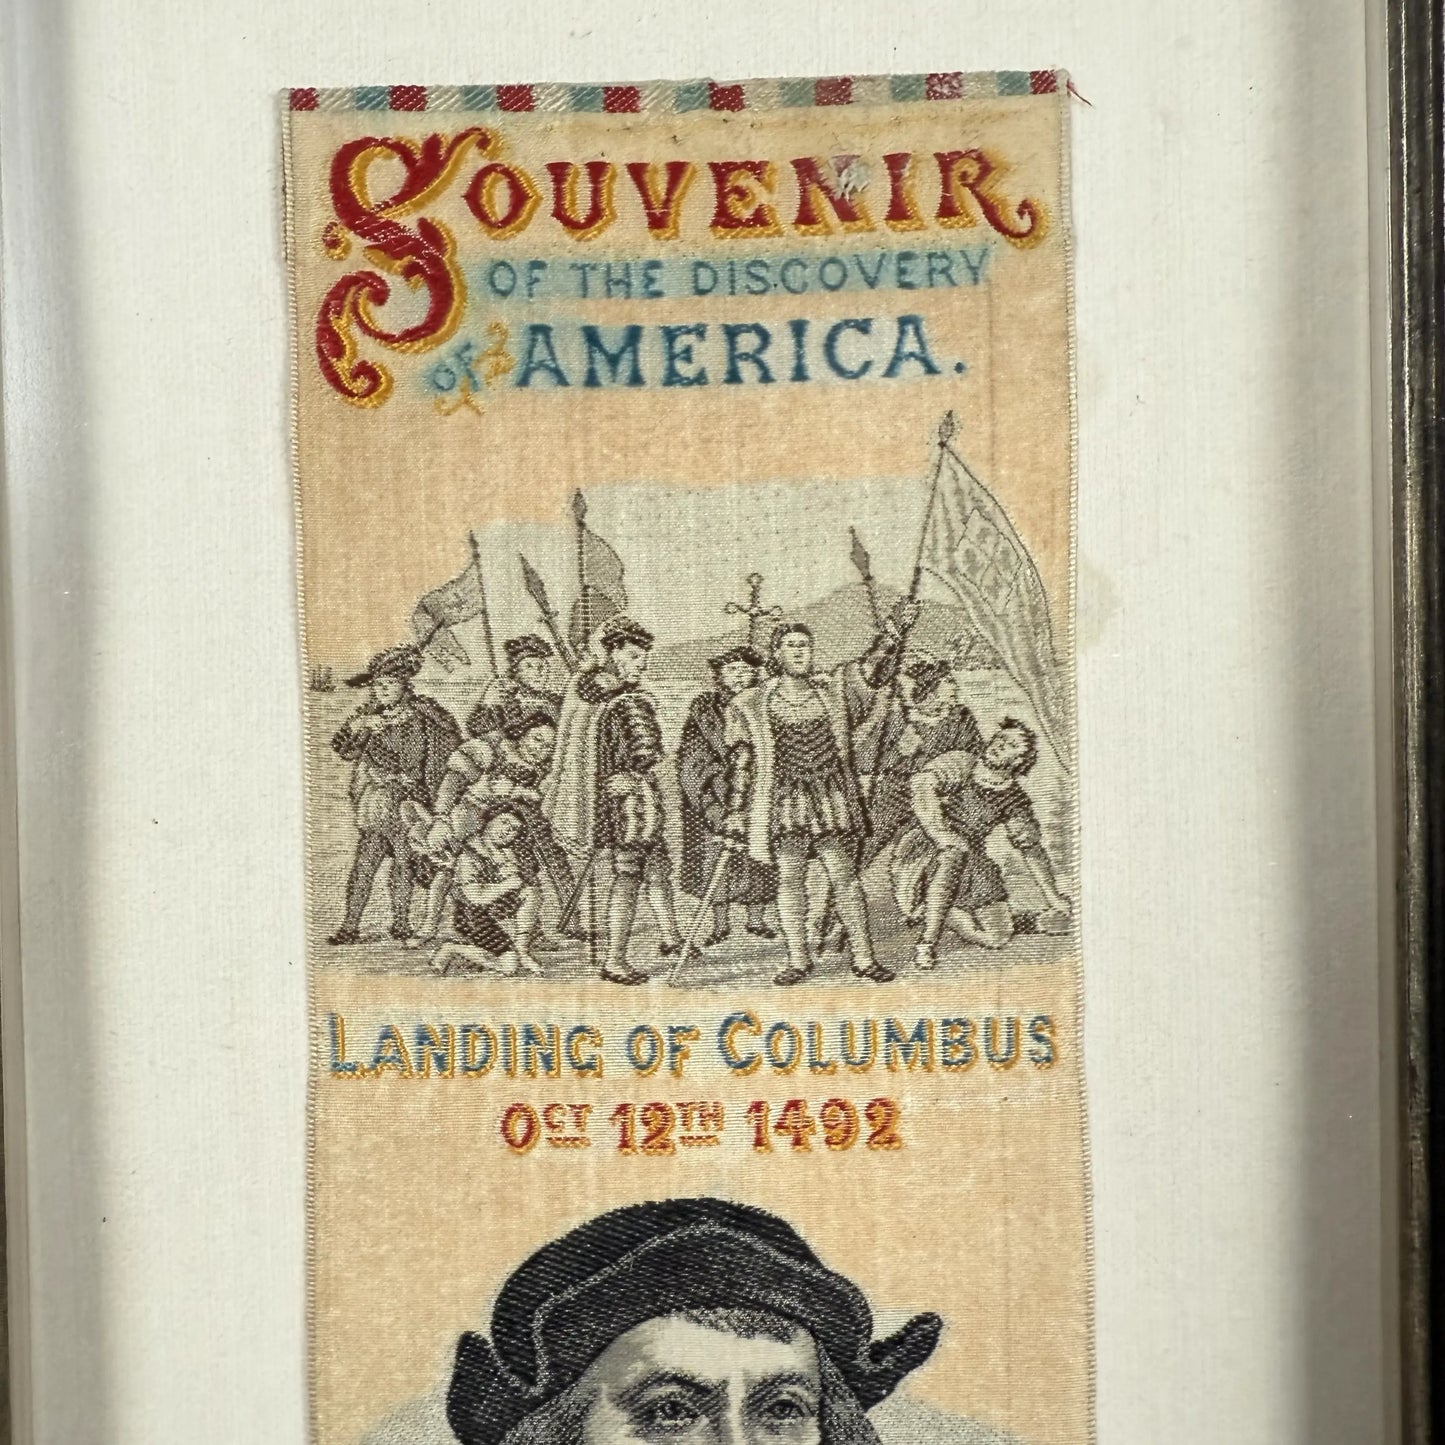 SOUVENIR
OF THE DISCOVERY
OF AMERICA.
LANDING OF COLUMBUS
OCT 12TH 1492